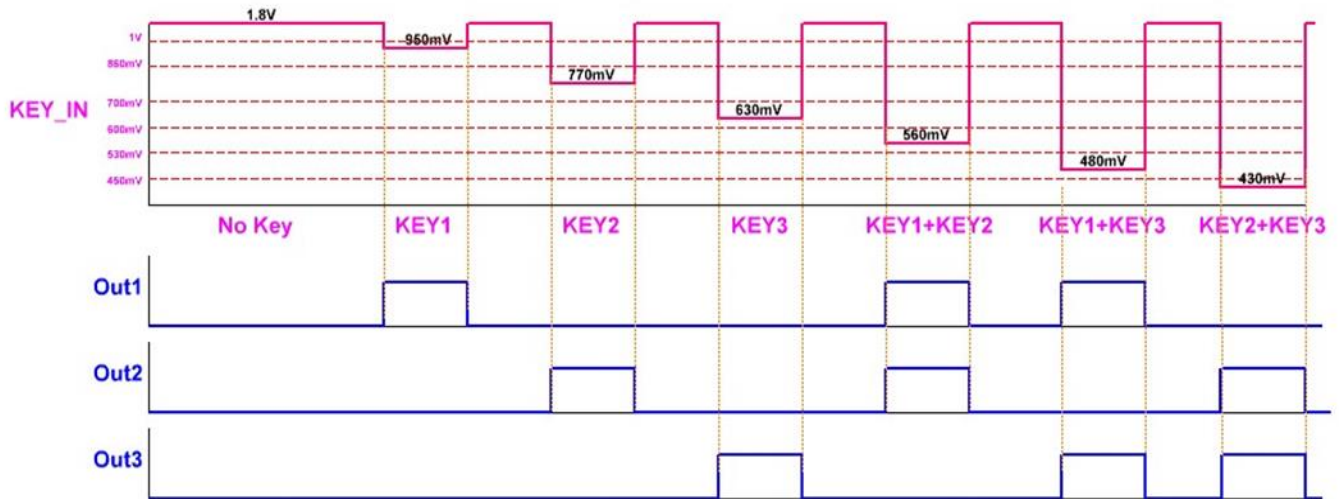 1.8V
1V
950mV
850mV
770mV
KEY_IN
700mV
630mV
600mV
560mV
530mV
480mV
450mV
430mV
No Key
KEY1
KEY2
KEY3
KEY1+KEY2
KEY1+KEY3
KEY2+KEY3
Out1
Out2
Out3